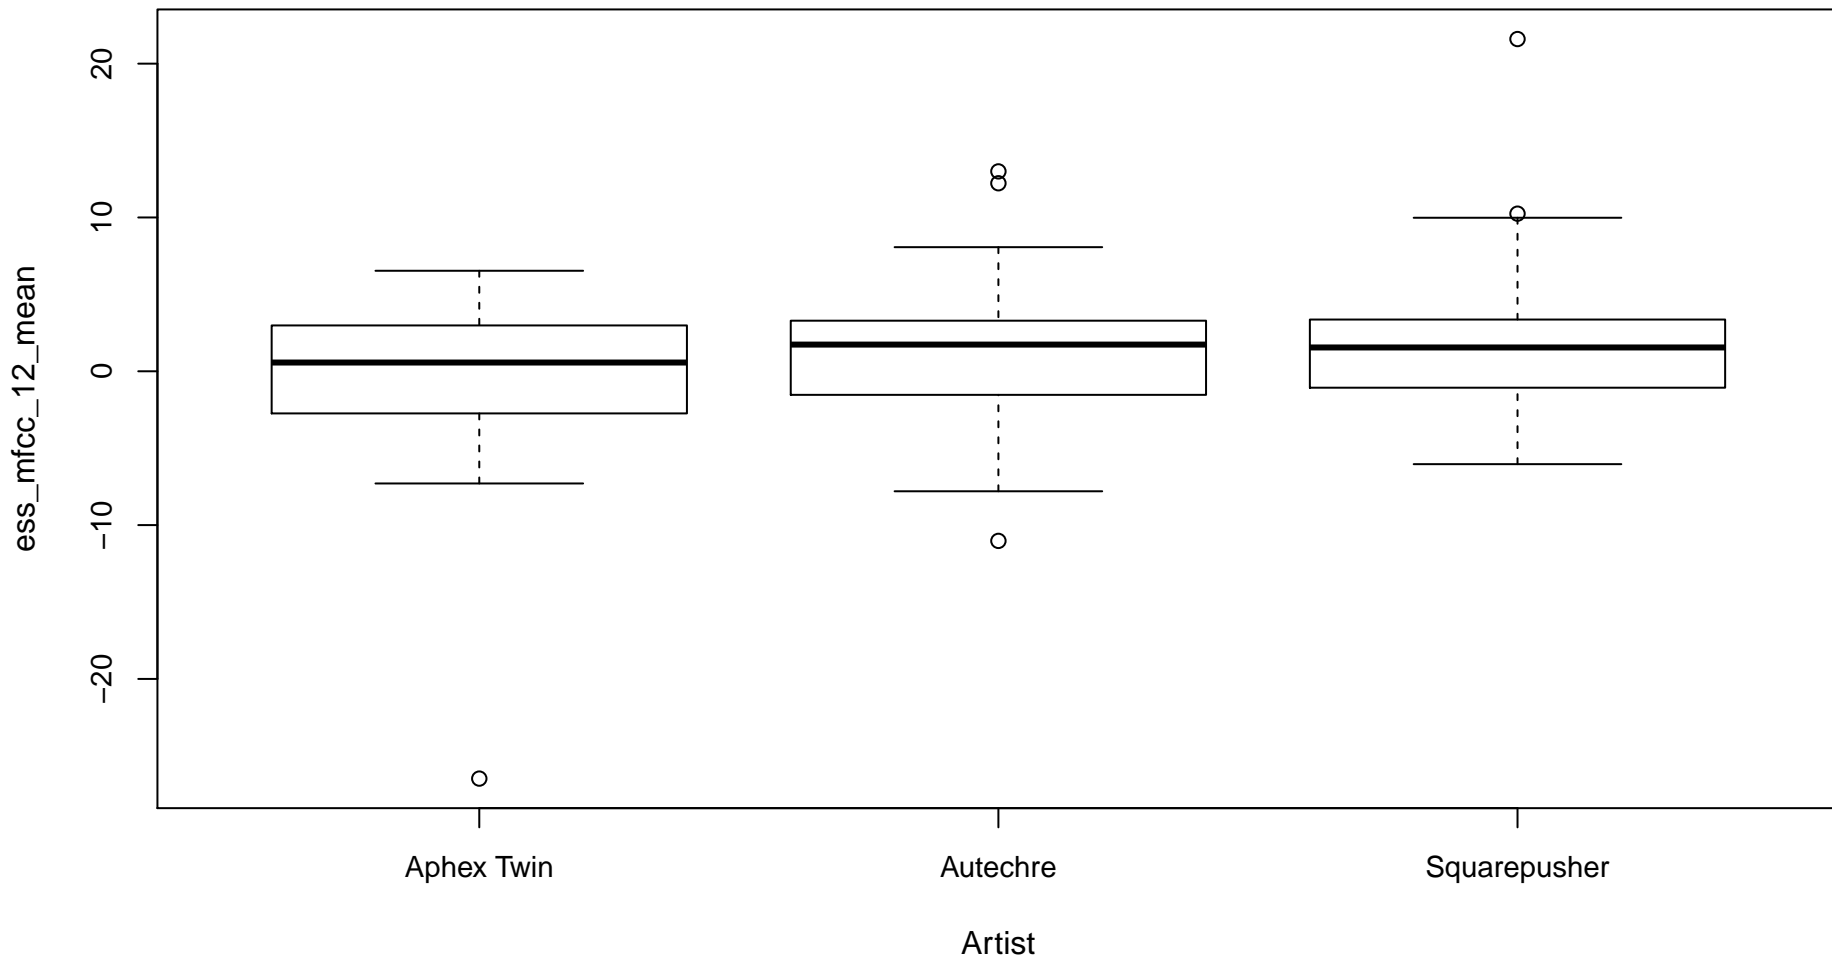 ess_mfcc_12_mean
20
10
0
−10
−20
Aphex Twin
Autechre
Squarepusher
Artist